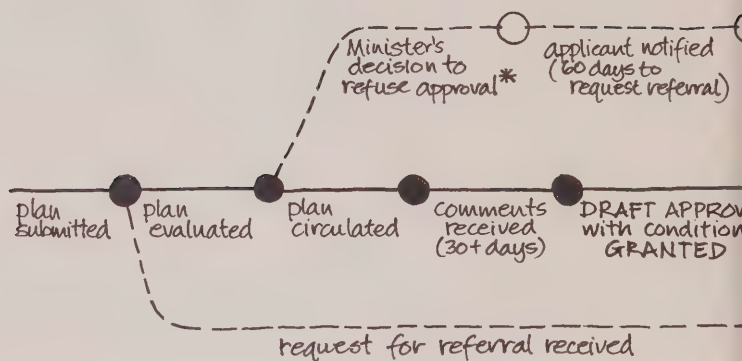 Minister's
decision to
refuse approval*
applicant notified
(60 days to
request referral)
plan
submitted
plan
evaluated
plan
circulated
comments
received
(30+ days)
DRAFT APPROV
with condition
GRANTED
request for referral received